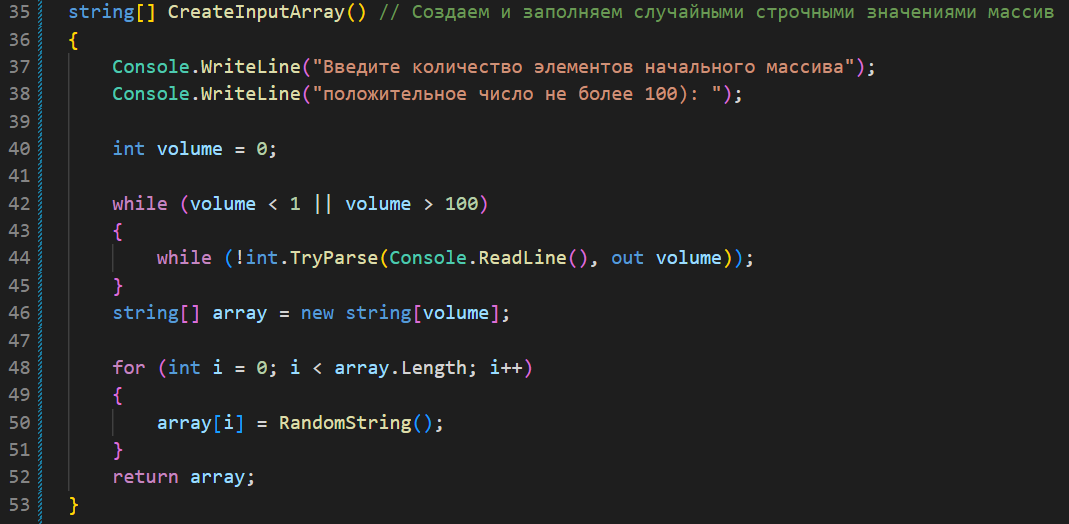 35 string[] CreateInputArray() // Создаем и заполняем случайными строчными значениями массив
36 {
37     Console.WriteLine("Введите количество элементов начального массива");
38     Console.WriteLine("положительное число не более 100): ");
39
40     int volume = 0;
41
42     while (volume < 1 || volume > 100)
43     {
44         while (!int.TryParse(Console.ReadLine(), out volume));
45     }
46     string[] array = new string[volume];
47
48     for (int i = 0; i < array.Length; i++)
49     {
50         array[i] = RandomString();
51     }
52     return array;
53 }